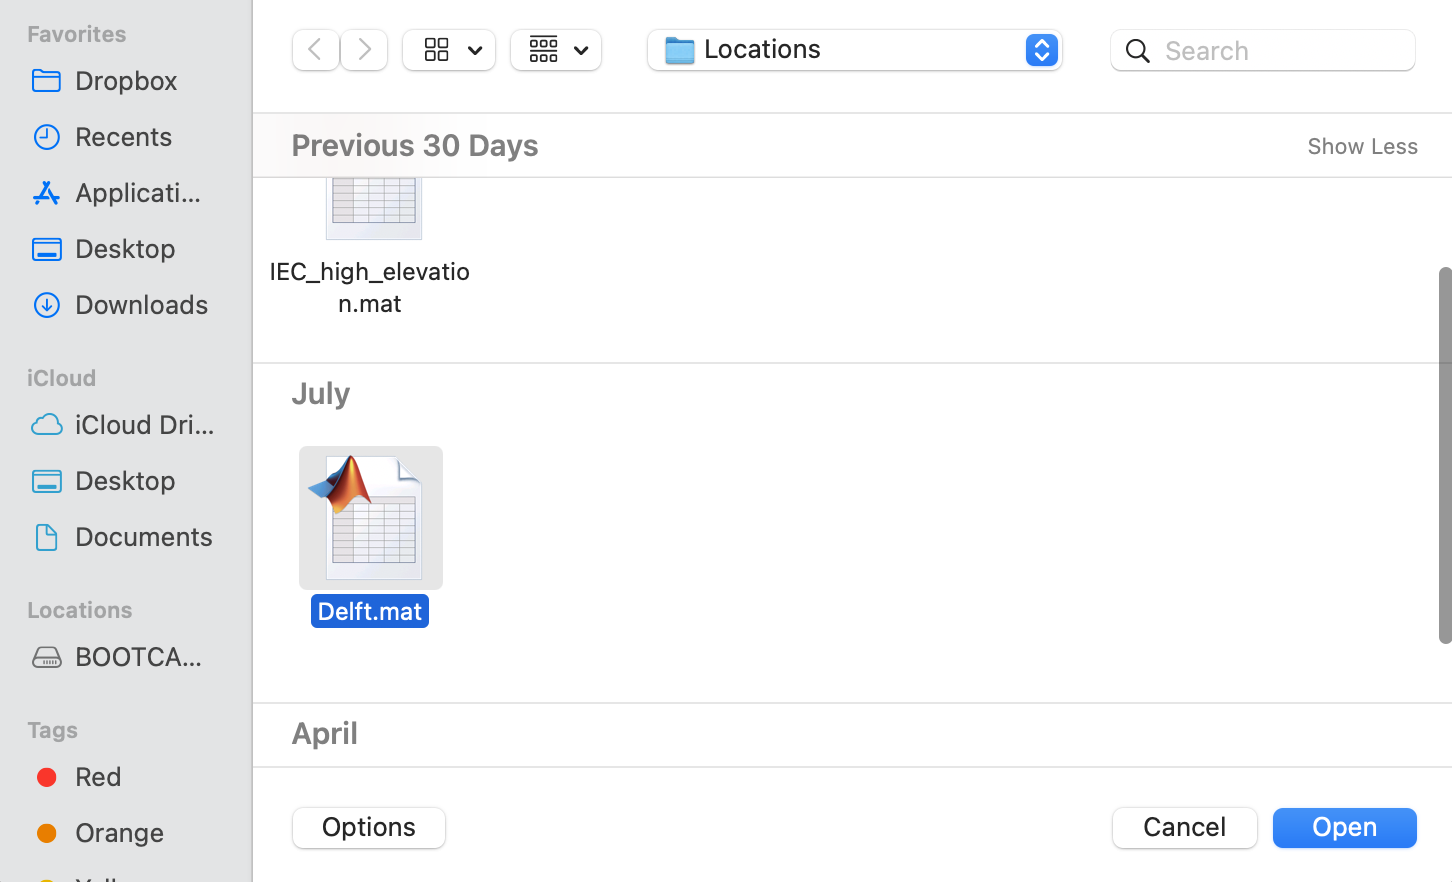 Favorites
Dropbox
Recents
Applicati...
Desktop
Downloads
iCloud
iCloud Dri...
Desktop
Documents
Locations
BOOTCA...
Tags
Red
Orange
Locations
Search
Previous 30 Days
Show Less
IEC_high_elevatio
n.mat
July
Delft.mat
April
Options
Cancel
Open